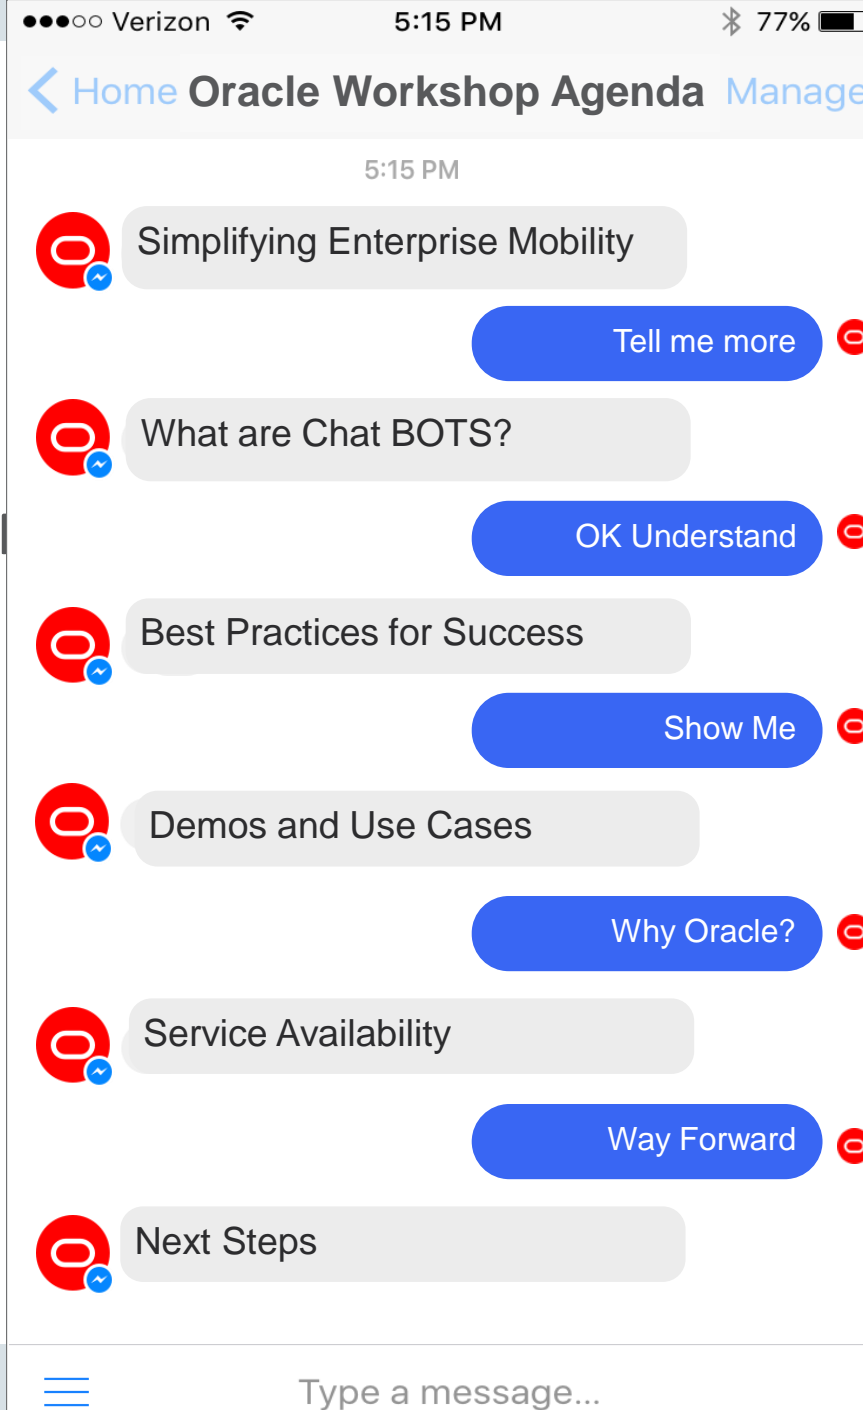 Verizon 5:15 PM 77%
Home Oracle Workshop Agenda Manage
5:15 PM
Simplifying Enterprise Mobility
Tell me more
What are Chat BOTS?
OK Understand
Best Practices for Success
Show Me
Demos and Use Cases
Why Oracle?
Service Availability
Way Forward
Next Steps
Type a message...